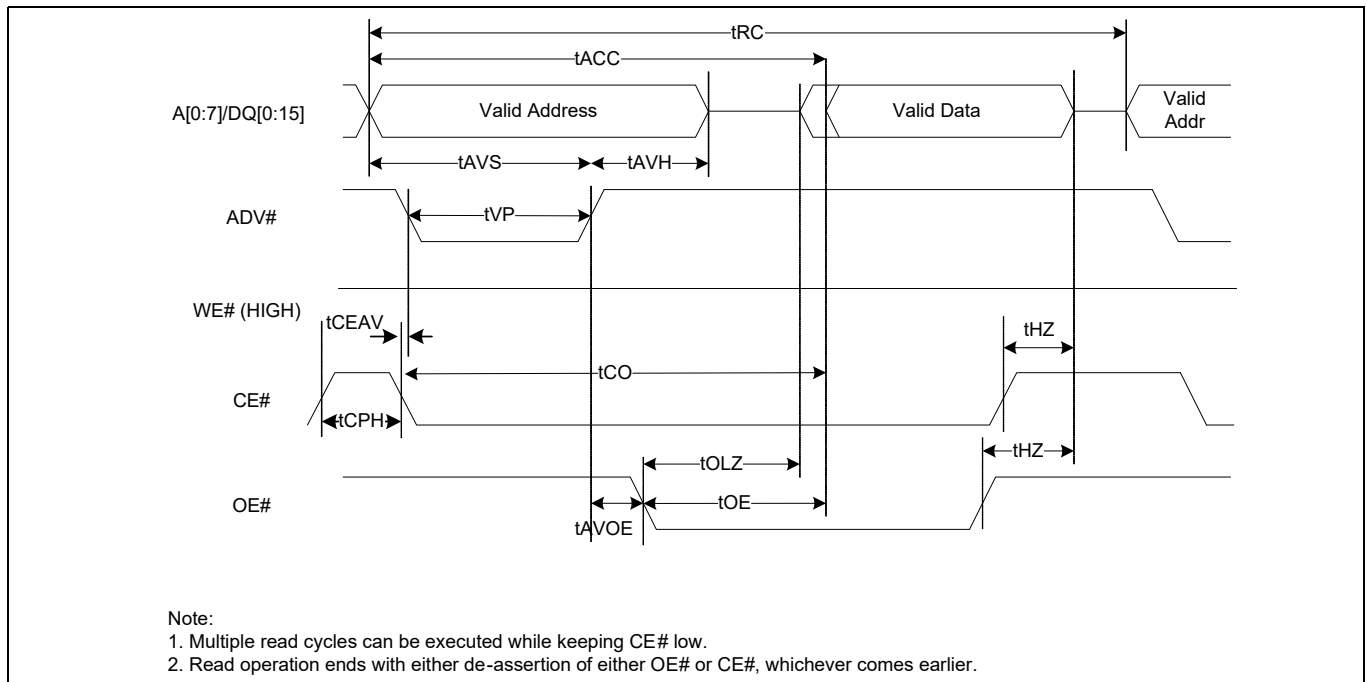 tRC
tACC
A[0:7]/DQ[0:15]
Valid Address
Valid Data
Valid
Addr
tAVS
tAVH
ADV#
tVP
WE# (HIGH)
tCEAV
tHZ
tCO
CE#
tCPH
tHZ
tOLZ
OE#
tOE
tAVOE
Note:
1. Multiple read cycles can be executed while keeping CE# low.
2. Read operation ends with either de-assertion of either OE# or CE#, whichever comes earlier.